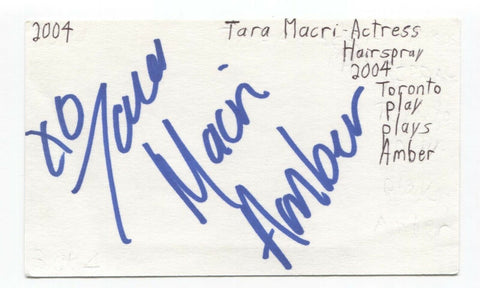 2004
Tara Macri-Actress
Hairspray
2004
Toronto
play
plays
Amber
XO Tara
Macri
Amber